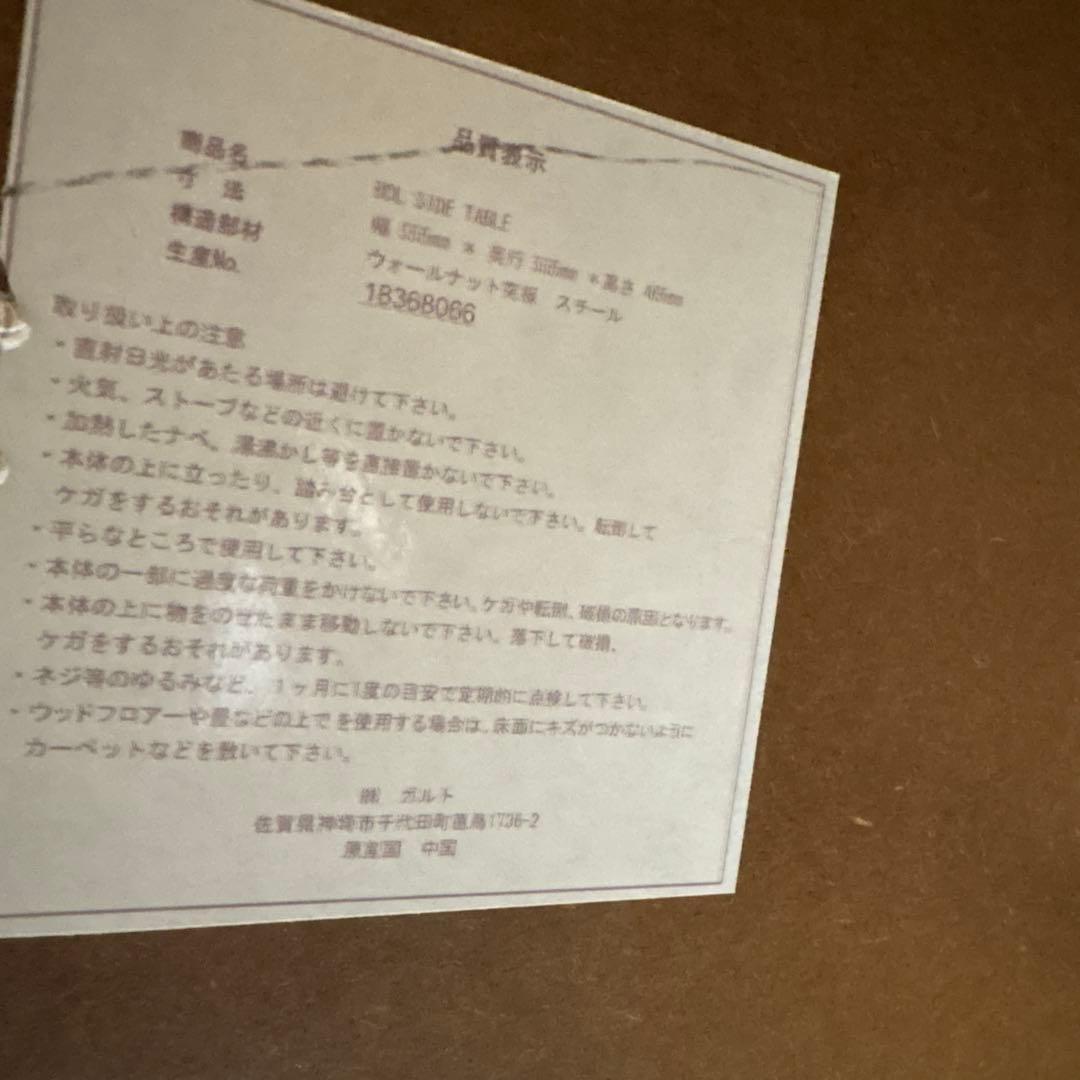 品質表示
商品名 SIDE TABLE
寸法 幅 奥行 *高さ
構造部材 ウォールナット突板 スチール
生産No. 18368066
取り扱い上の注意
・直射日光があたる場所は避けて下さい。
・火気、ストーブなどの近くに置かないで下さい。
・加熱したナベ、湯沸かし等を直接置かないで下さい。
・本体の上に立ったり、踏み台として使用しないで下さい。転倒して
ケガをするおそれがあります。
・平らなところで使用して下さい。
・本体の一部に過度な荷重をかけないで下さい。ケガや転倒、破損の原因となります。
・本体の上に物をのせたまま移動しないで下さい。落下して破損、
ケガをするおそれがあります。
・ネジ等のゆるみなど、1ヶ月に1度の目安で定期的に点検して下さい。
・ウッドフロアーや畳などの上でを使用する場合は、床面にキズがつかないように
カーペットなどを敷いて下さい。
㈱ ガルト
佐賀県神埼市千代田町直鳥1736-2
原産国 中国